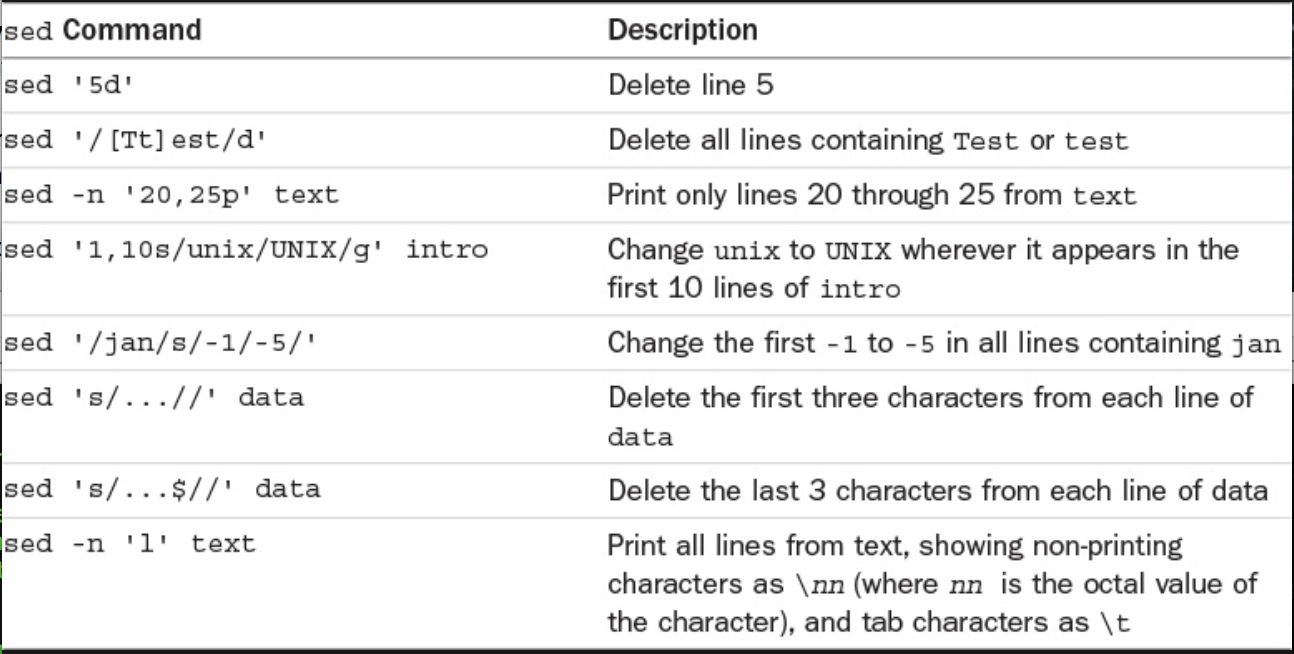 sed Command Description
sed '5d' Delete line 5
sed '/[Tt]est/d' Delete all lines containing Test or test
sed -n '20,25p' text Print only lines 20 through 25 from text
sed '1,10s/unix/UNIX/g' intro Change unix to UNIX wherever it appears in the
first 10 lines of intro
sed '/jan/s/-1/-5/' Change the first -1 to -5 in all lines containing jan
sed 's/...//' data Delete the first three characters from each line of
data
sed 's/...$//' data Delete the last 3 characters from each line of data
sed -n 'l' text Print all lines from text, showing non-printing
characters as \nn (where nn is the octal value of
the character), and tab characters as \t